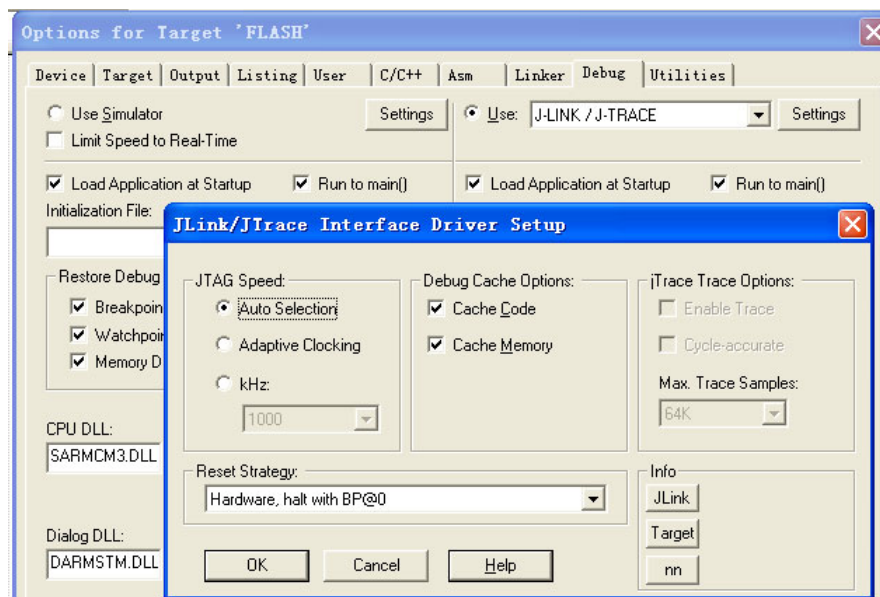 Options for Target 'FLASH'
Device Target Output Listing User C/C++ Asm Linker Debug Utilities
Use Simulator
Settings
Use: J-LINK / J-TRACE
Settings
Limit Speed to Real-Time
Load Application at Startup
Run to main()
Load Application at Startup
Run to main()
Initialization File:
Restore Debug
Breakpoin
Watchpoin
Memory D
CPU DLL:
SARMCM3.DLL
Dialog DLL:
DARMSTM.DLL
JLink/JTrace Interface Driver Setup
JTAG Speed:
Auto Selection
Adaptive Clocking
kHz:
1000
Debug Cache Options:
Cache Code
Cache Memory
jTrace Trace Options:
Enable Trace
Cycle-accurate
Max. Trace Samples:
64K
Reset Strategy:
Hardware, halt with BP@0
Info
JLink
Target
nn
OK
Cancel
Help